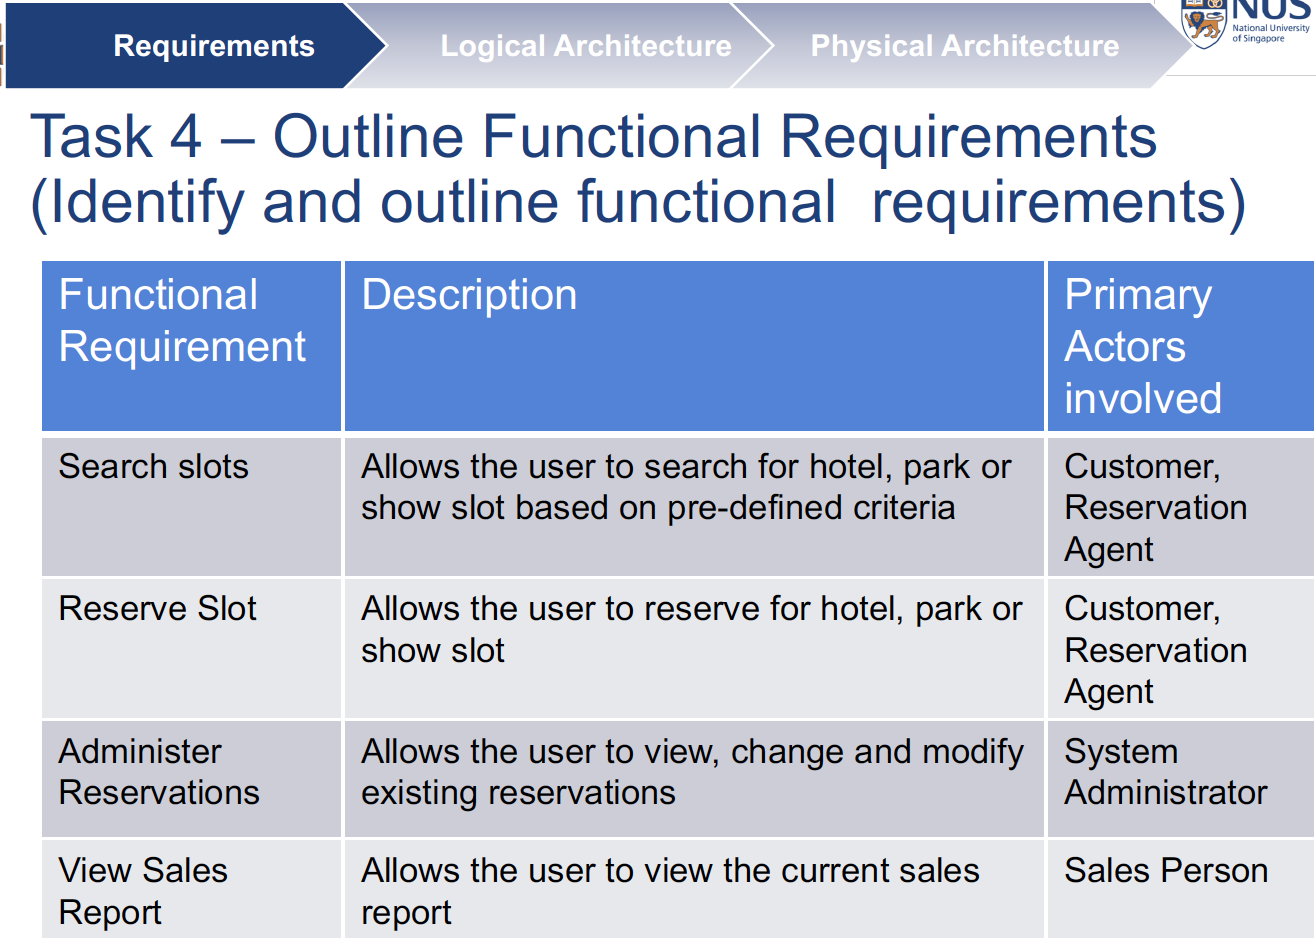 Requirements
Logical Architecture
Physical Architecture
NUS
National University
of Singapore
Task 4 – Outline Functional Requirements
(Identify and outline functional requirements)
Functional
Requirement
Description
Primary
Actors
involved
Search slots
Allows the user to search for hotel, park or
show slot based on pre-defined criteria
Customer,
Reservation
Agent
Reserve Slot
Allows the user to reserve for hotel, park or
show slot
Customer,
Reservation
Agent
Administer
Reservations
Allows the user to view, change and modify
existing reservations
System
Administrator
View Sales
Report
Allows the user to view the current sales
report
Sales Person